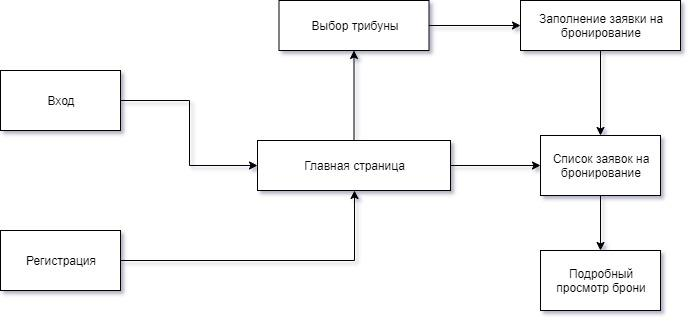 Выбор трибуны
Заполнение заявки на
бронирование
Вход
Главная страница
Список заявок на
бронирование
Регистрация
Подробный
просмотр брони